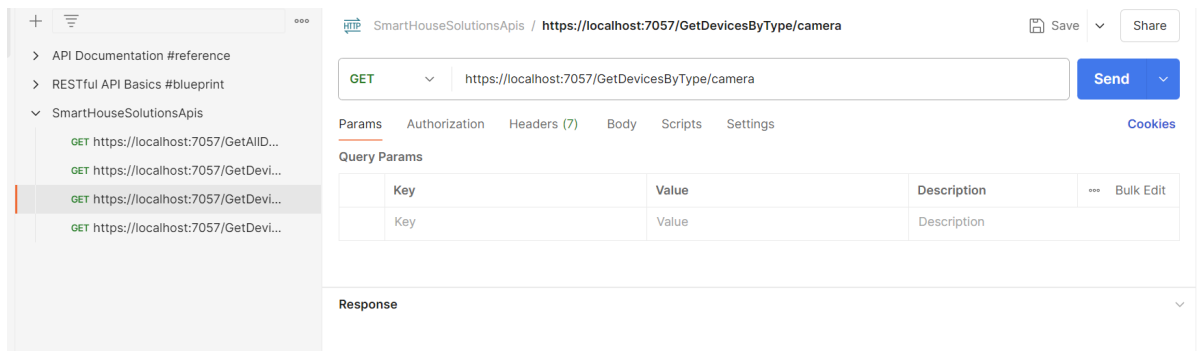 SmartHouseSolutionsApis / https://localhost:7057/GetDevicesByType/camera
Save
Share
API Documentation #reference
RESTful API Basics #blueprint
SmartHouseSolutionsApis
GET https://localhost:7057/GetAllD...
GET https://localhost:7057/GetDevi...
GET https://localhost:7057/GetDevi...
GET https://localhost:7057/GetDevi...
HTTP
GET https://localhost:7057/GetDevicesByType/camera
Send
Params Authorization Headers (7) Body Scripts Settings Cookies
Query Params
Key Value Description Bulk Edit
Key Value Description
Response